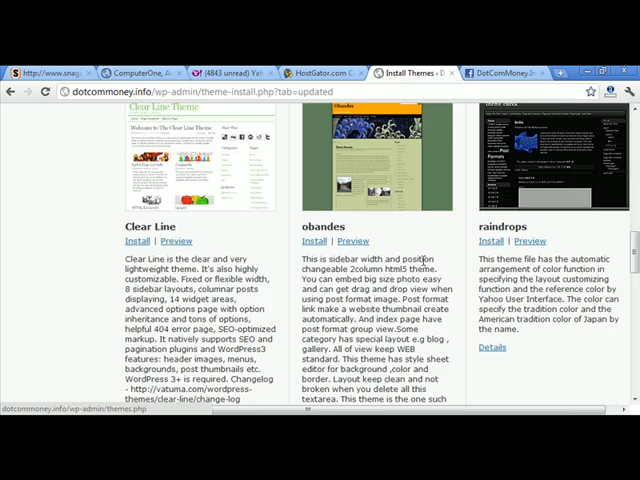 http://www.snag
ComputerOne, A
(4843 unread) Yah
HostGator.com C
Install Themes ‹ D
DotComMoney.In
dotcommoney.info/wp-admin/theme-install.php?tab=updated
Clear Line Theme
Welcome to The Clear Line Theme
Obandes
Theme check.
Clear Line
Install | Preview
Clear Line is the clear and very
lightweight theme. It's also highly
customizable. Fixed or flexible width,
8 sidebar layouts, columnar posts
displaying, 14 widget areas,
advanced options page with option
inheritance and tons of options,
helpful 404 error page, SEO-optimized
markup. It natively supports SEO and
pagination plugins and WordPress3
features: header images, menus,
backgrounds, post thumbnails etc.
WordPress 3+ is required. Changelog
- http://vatuma.com/wordpress-
themes/clear-line/change-log
obandes
Install | Preview
This is sidebar width and position
changeable 2column html5 theme.
You can embed big size photo easy
and can get drag and drop view when
using post format image. Post format
link make a website thumbnail create
automatically. And index page have
post format group view.Some
category has special layout e.g blog ,
gallery. All of view keep WEB
standard. This theme has style sheet
editor for background ,color and
border. Layout keep clean and not
broken when you delete all this
textarea. This theme is the one such
raindrops
Install | Preview
This theme file has the automatic
arrangement of color function in
specifying the layout customizing
function and the reference color by
Yahoo User Interface. The color can
specify the tradition color and the
American tradition color of Japan by
the name.
Details
dotcommoney.info/wp-admin/themes.php